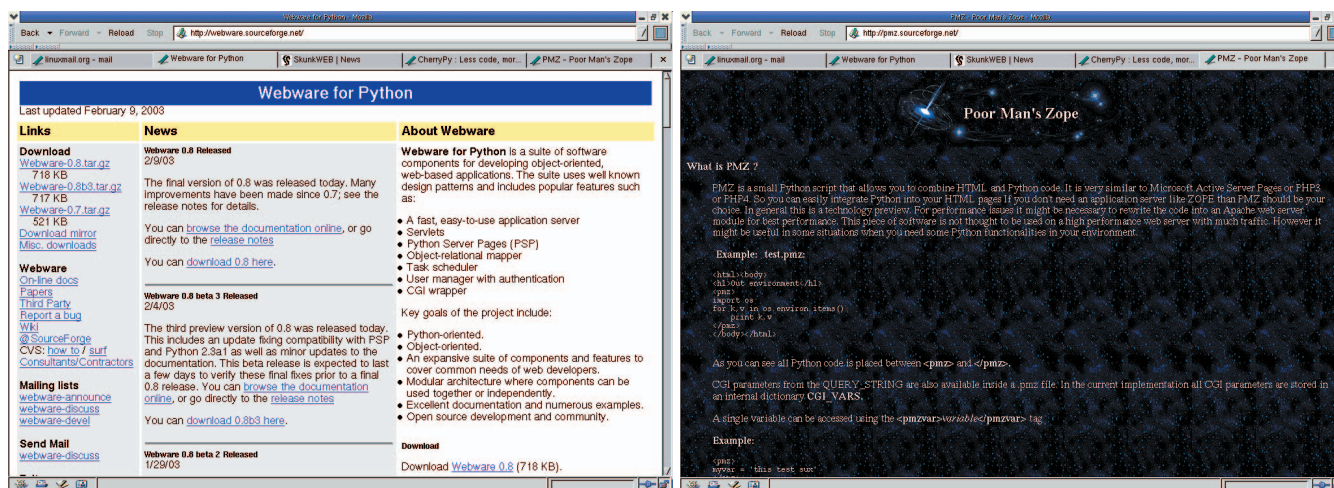 Webware for Python - Mozilla
Back Forward Reload Stop http://webware.sourceforge.net/
linuxmail.org - mail Webware for Python SkunkWEB | News CherryPy : Less code, mor... PMZ - Poor Man's Zope
Webware for Python
Last updated February 9, 2003
Links
Download
Webware-0.8.tar.gz
718 KB
Webware-0.8b3.tar.gz
717 KB
Webware-0.7.tar.gz
521 KB
Download mirror
Misc. downloads
Webware
On-line docs
Papers
Third Party
Report a bug
Wiki
@SourceForge
CVS: how to / surf
Consultants/Contractors
Mailing lists
webware-announce
webware-discuss
webware-devel
Send Mail
webware-discuss
News
Webware 0.8 Released
2/9/03
The final version of 0.8 was released today. Many
improvements have been made since 0.7; see the
release notes for details.
You can browse the documentation online, or go
directly to the release notes
You can download 0.8 here.
Webware 0.8 beta 3 Released
2/4/03
The third preview version of 0.8 was released today.
This includes an update fixing compatibility with PSP
and Python 2.3a1 as well as minor updates to the
documentation. This beta release is expected to last
a few days to verify these final fixes prior to a final
0.8 release. You can browse the documentation
online, or go directly to the release notes
You can download 0.8b3 here.
Webware 0.8 beta 2 Released
1/29/03
About Webware
Webware for Python is a suite of software
components for developing object-oriented,
web-based applications. The suite uses well known
design patterns and includes popular features such
as:
● A fast, easy-to-use application server
● Servlets
● Python Server Pages (PSP)
● Object-relational mapper
● Task scheduler
● User manager with authentication
● CGI wrapper
Key goals of the project include:
● Python-oriented.
● Object-oriented.
● An expansive suite of components and features to
cover common needs of web developers.
● Modular architecture where components can be
used together or independently.
● Excellent documentation and numerous examples.
● Open source development and community.
Download
Download Webware 0.8 (718 KB).
PMZ - Poor Man's Zope - Mozilla
Back Forward Reload Stop http://pmz.sourceforge.net/
linuxmail.org - mail Webware for Python SkunkWEB | News CherryPy : Less code, mor... PMZ - Poor Man's Zope
Poor Man's Zope
What is PMZ ?
PMZ is a small Python script that allows you to combine HTML and Python code. It is very similar to Microsoft Active Server Pages or PHP3
or PHP4. So you can easily integrate Python into your HTML pages If you don't need an application server like ZOPE than PMZ should be your
choice. In general this is a technology preview. For performance issues it might be necessary to rewrite the code into an Apache web server
module for best performance. This piece of software is not thought to be used on a high performance web server with much traffic. However it
might be useful in some situations when you need some Python functionalities in your environment.
Example: test.pmz:
<html><body>
<h1>Out environment</h1>
<pmz>
import os
for k,v in os.environ.items()
print k,v
</pmz>
</body></html>
As you can see all Python code is placed between <pmz> and </pmz>.
CGI parameters from the QUERY_STRING are also available inside a .pmz file. In the current implementation all CGI parameters are stored in
an internal dictionary CGI_VARS.
A single variable can be accessed using the <pmzvar>variable</pmzvar> tag
Example:
<pmz>
myvar = 'this test sux'